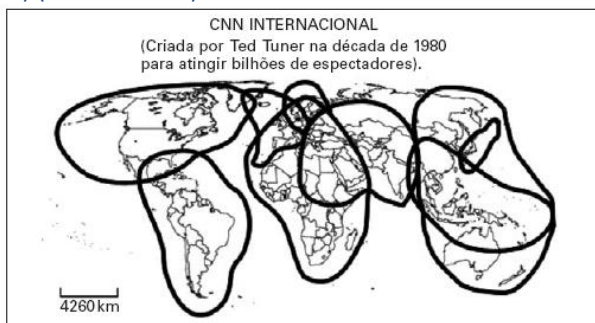 CNN INTERNACIONAL
(Criada por Ted Tuner na década de 1980
para atingir bilhões de espectadores).
4260 km